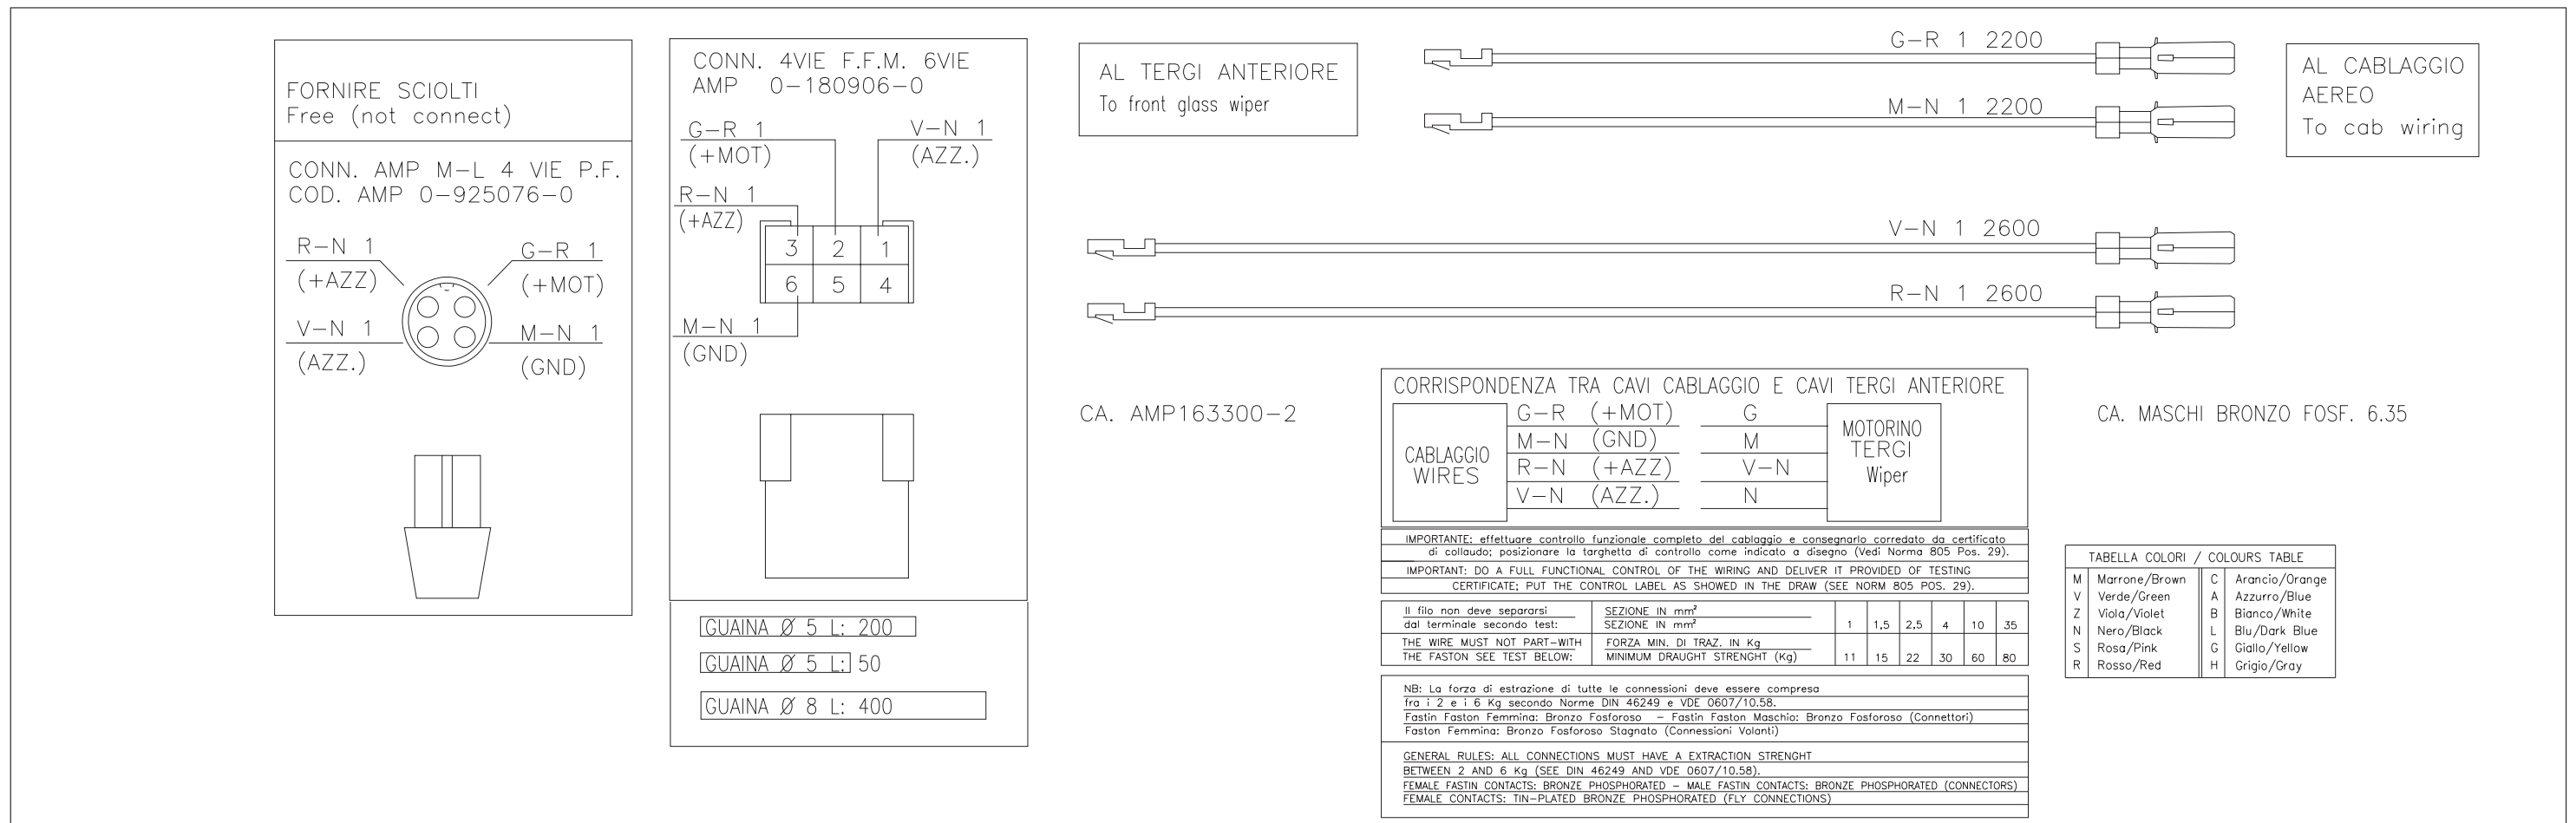 FORNIRE SCIOLTI
Free (not connect)
CONN. AMP M-L 4 VIE P.F.
COD. AMP 0-925076-0
R-N 1
(+AZZ)
G-R 1
(+MOT)
V-N 1
(AZZ.)
M-N 1
(GND)
CONN. 4VIE F.F.M. 6VIE
AMP 0-180906-0
G-R 1
(+MOT)
V-N 1
(AZZ.)
R-N 1
(+AZZ)
3 2 1
6 5 4
M-N 1
(GND)
GUAINA Ø 5 L: 200
GUAINA Ø 5 L: 50
GUAINA Ø 8 L: 400
AL TERGI ANTERIORE
To front glass wiper
G-R 1 2200
M-N 1 2200
V-N 1 2600
R-N 1 2600
AL CABLAGGIO
AEREO
To cab wiring
CA. AMP163300-2
CORRISPONDENZA TRA CAVI CABLAGGIO E CAVI TERGI ANTERIORE
CABLAGGIO
WIRES
G-R (+MOT) G
M-N (GND) M
R-N (+AZZ) V-N
V-N (AZZ.) N
MOTORINO
TERGI
Wiper
CA. MASCHI BRONZO FOSF. 6.35
IMPORTANTE: effettuare controllo funzionale completo del cablaggio e consegnarlo corredato da certificato
di collaudo; posizionare la targhetta di controllo come indicato a disegno (Vedi Norma 805 Pos. 29).
IMPORTANT: DO A FULL FUNCTIONAL CONTROL OF THE WIRING AND DELIVER IT PROVIDED OF TESTING
CERTIFICATE; PUT THE CONTROL LABEL AS SHOWED IN THE DRAW (SEE NORM 805 POS. 29).
Il filo non deve separarsi SEZIONE IN mm²
dal terminale secondo test: SEZIONE IN mm² 1 1,5 2,5 4 10 35
THE WIRE MUST NOT PART-WITH FORZA MIN. DI TRAZ. IN Kg
THE FASTON SEE TEST BELOW: MINIMUM DRAUGHT STRENGHT (Kg) 11 15 22 30 60 80
NB: La forza di estrazione di tutte le connessioni deve essere compresa
fra i 2 e i 6 Kg secondo Norme DIN 46249 e VDE 0607/10.58.
Fastin Faston Femmina: Bronzo Fosforoso - Fastin Faston Maschio: Bronzo Fosforoso (Connettori)
Faston Femmina: Bronzo Fosforoso Stagnato (Connessioni Volanti)
GENERAL RULES: ALL CONNECTIONS MUST HAVE A EXTRACTION STRENGHT
BETWEEN 2 AND 6 Kg (SEE DIN 46249 AND VDE 0607/10.58).
FEMALE FASTIN CONTACTS: BRONZE PHOSPHORATED - MALE FASTIN CONTACTS: BRONZE PHOSPHORATED (CONNECTORS)
FEMALE CONTACTS: TIN-PLATED BRONZE PHOSPHORATED (FLY CONNECTIONS)
TABELLA COLORI / COLOURS TABLE
M Marrone/Brown C Arancio/Orange
V Verde/Green A Azzurro/Blue
Z Viola/Violet B Bianco/White
N Nero/Black L Blu/Dark Blue
S Rosa/Pink G Giallo/Yellow
R Rosso/Red H Grigio/Gray